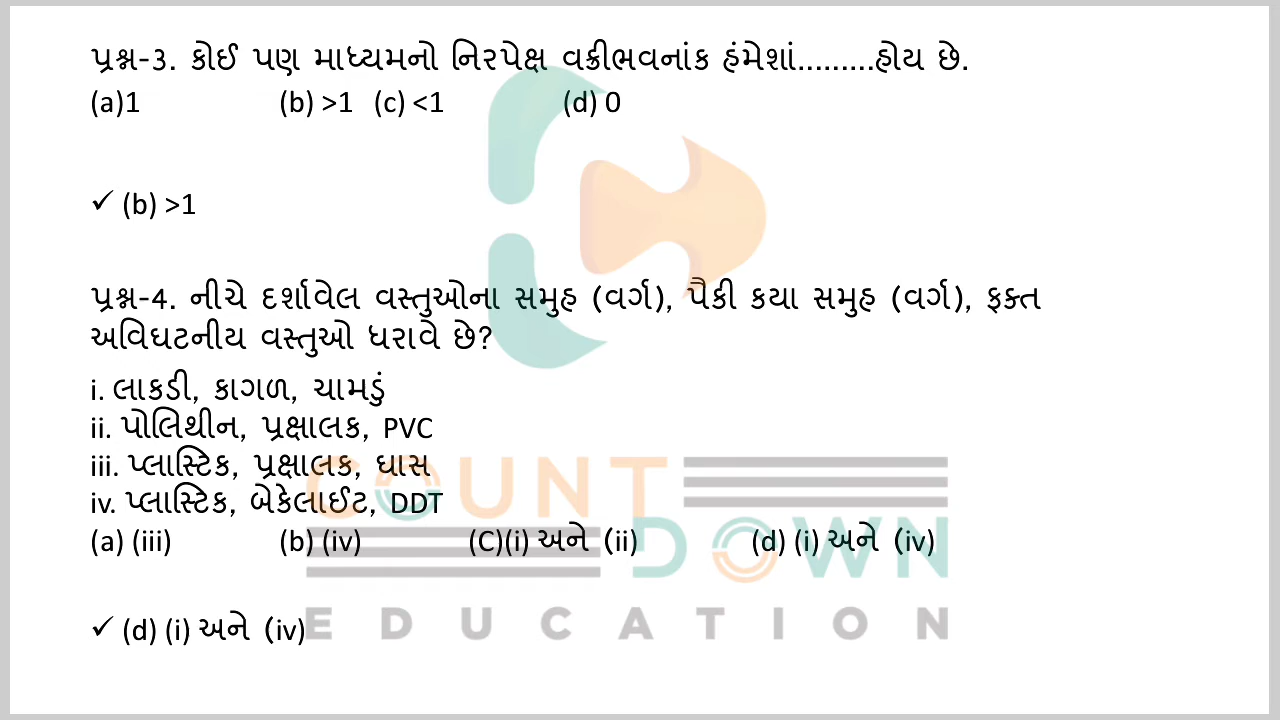 પ્રશ્ન-3. કોઈ પણ માધ્યમનો નિરપેક્ષ વક્રીભવનાંક હંમેશાં.........હોય છે.
(a)1 (b) >1 (c) <1 (d) 0
✓ (b) >1
પ્રશ્ન-4. નીચે દર્શાવેલ વસ્તુઓના સમુહ (વર્ગ), પૈકી કયા સમુહ (વર્ગ), ફક્ત
અવિઘટનીય વસ્તુઓ ધરાવે છે?
i. લાકડી, કાગળ, ચામડું
ii. પોલિથીન, પ્રક્ષાલક, PVC
iii. પ્લાસ્ટિક, પ્રક્ષાલક, ઘાસ
iv. પ્લાસ્ટિક, બેકેલાઈટ, DDT
(a) (iii) (b) (iv) (C)(i) અને (ii) (d) (i) અને (iv)
✓ (d) (i) અને (iv)
COUNT
DOWN
EDUCATION